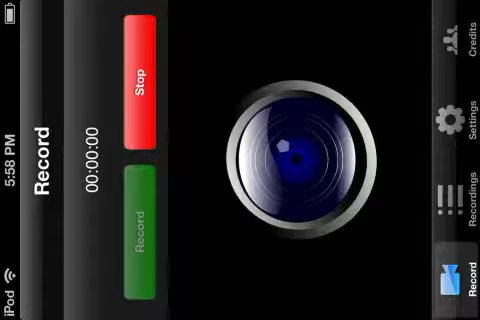 iPod 5:58 PM
Record
00:00:00
Record Stop
Record Recordings Settings Credits